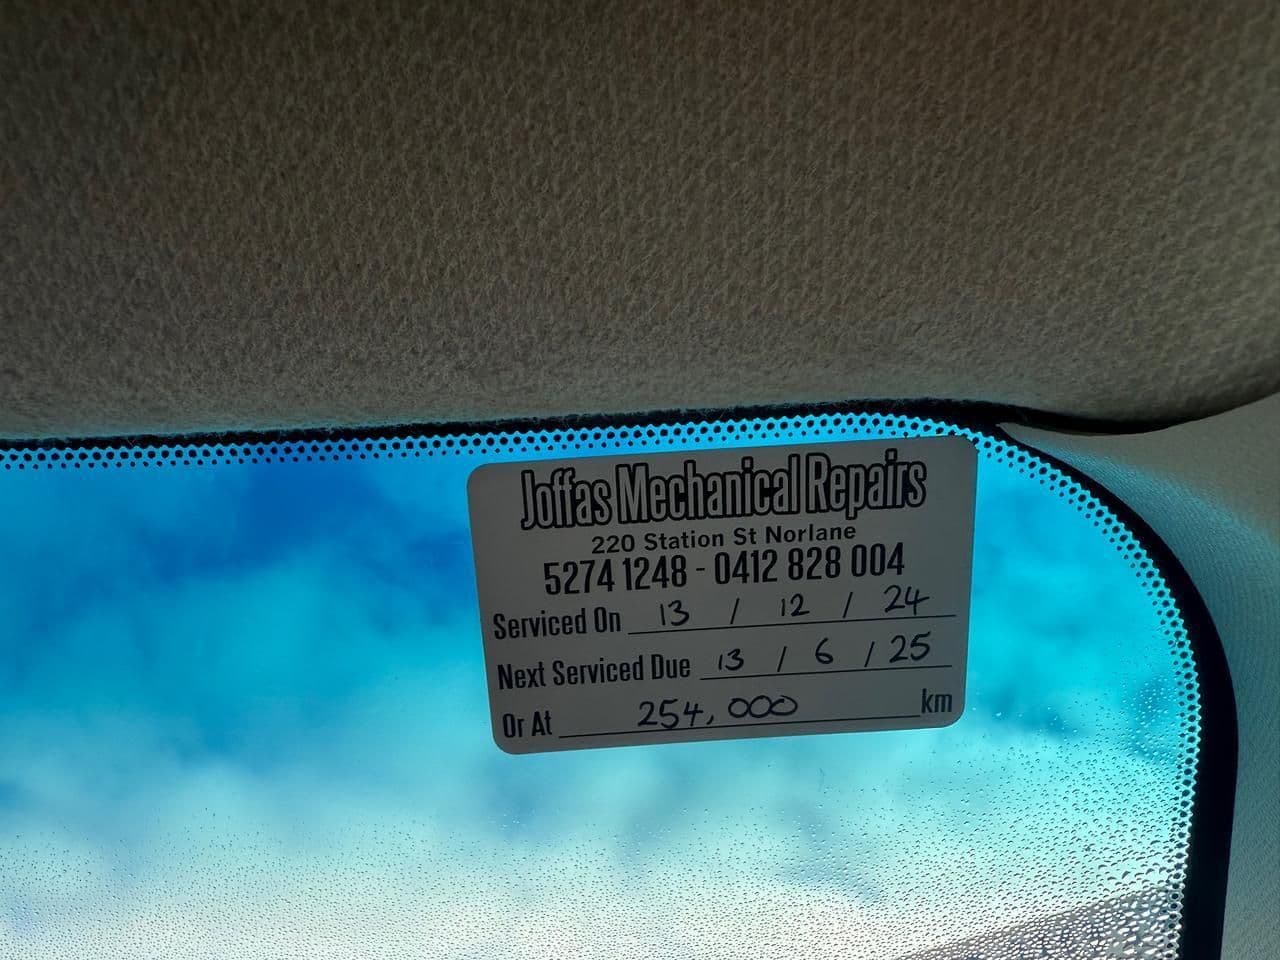 Joffas Mechanical Repairs
220 Station St Norlane
5274 1248 - 0412 828 004
Serviced On 13 / 12 / 24
Next Serviced Due 13 / 6 / 25
Or At 254,000 km